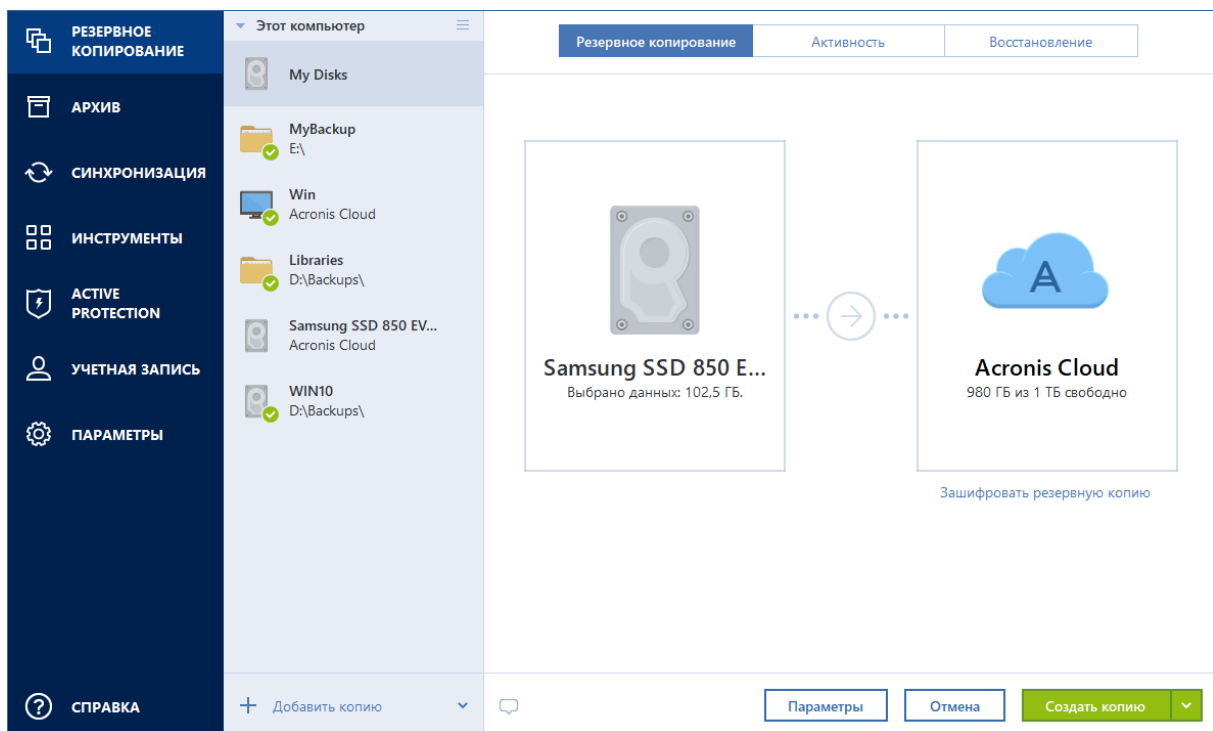 РЕЗЕРВНОЕ
КОПИРОВАНИЕ
АРХИВ
СИНХРОНИЗАЦИЯ
ИНСТРУМЕНТЫ
ACTIVE
PROTECTION
УЧЕТНАЯ ЗАПИСЬ
ПАРАМЕТРЫ
СПРАВКА
Этот компьютер
My Disks
MyBackup
E:\
Win
Acronis Cloud
Libraries
D:\Backups\
Samsung SSD 850 EV...
Acronis Cloud
WIN10
D:\Backups\
Добавить копию
Резервное копирование
Активность
Восстановление
Samsung SSD 850 E...
Выбрано данных: 102,5 ГБ.
Acronis Cloud
980 ГБ из 1 ТБ свободно
Зашифровать резервную копию
Параметры
Отмена
Создать копию